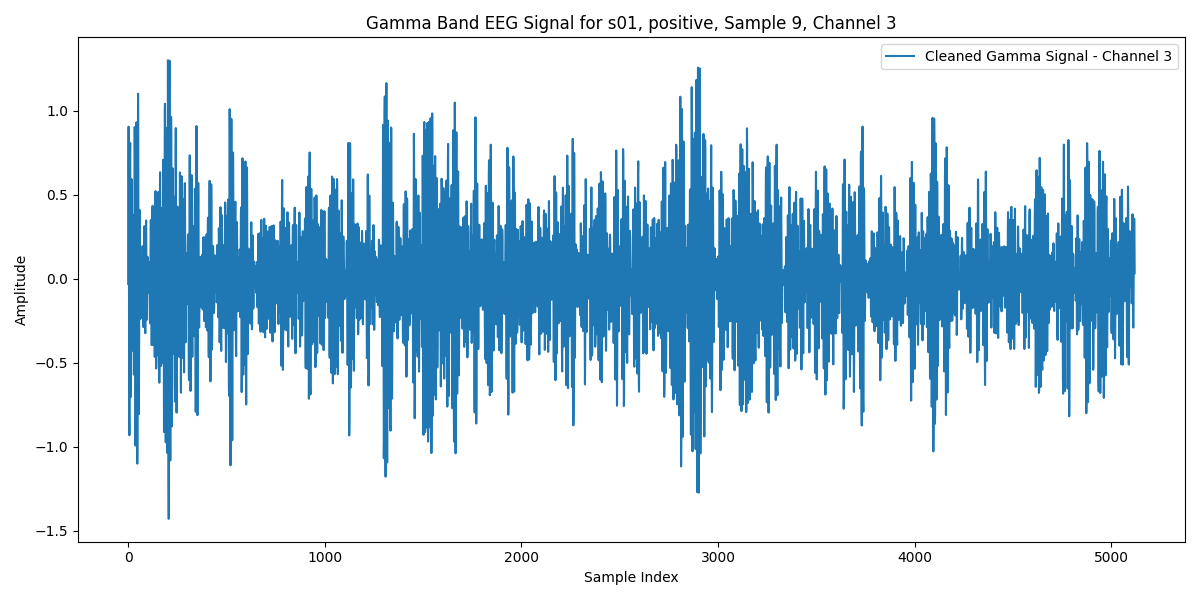 Gamma Band EEG Signal for s01, positive, Sample 9, Channel 3
Cleaned Gamma Signal - Channel 3
1.0
0.5
0.0
−0.5
−1.0
−1.5
Amplitude
0 1000 2000 3000 4000 5000
Sample Index